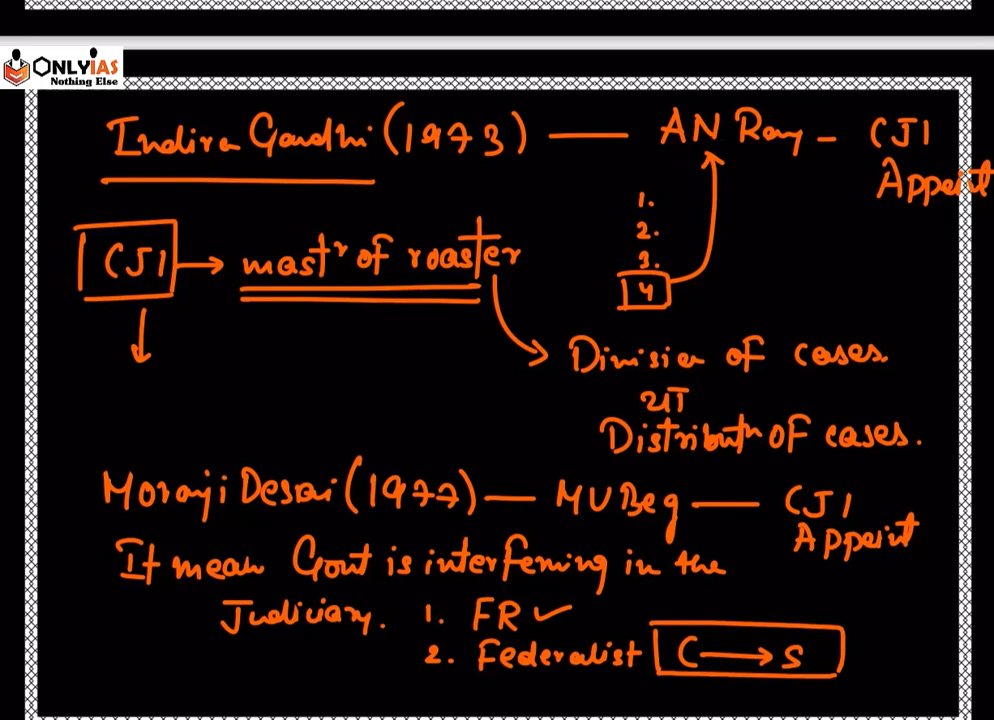 ONLYIAS
Nothing Else
Indira Gandhi (1973) — AN Ray - CJI
Appoint
1.
2.
3.
4
CJI → mastr of roaster
Division of cases.
या
Distributn of cases.
Moraji Desai (1977) — MU Beg — CJI
Appoint
It mean Govt is interfering in the
Judiciary. 1. FR ✓
2. Federalist C → S